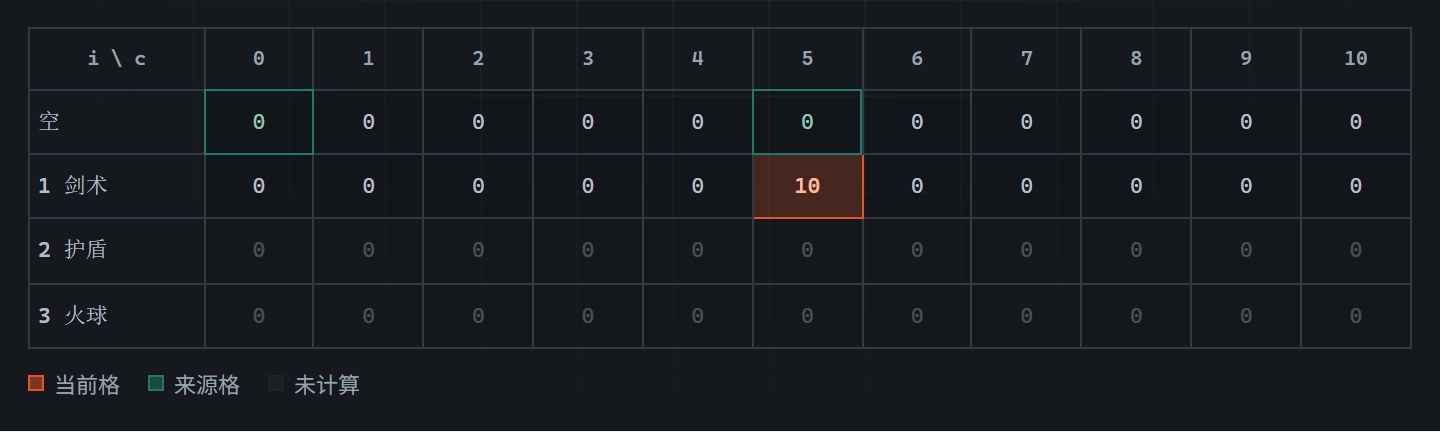 i \ c 0 1 2 3 4 5 6 7 8 9 10
空 0 0 0 0 0 0 0 0 0 0 0
1 剑术 0 0 0 0 0 10 0 0 0 0 0
2 护盾 0 0 0 0 0 0 0 0 0 0 0
3 火球 0 0 0 0 0 0 0 0 0 0 0
当前格 来源格 未计算